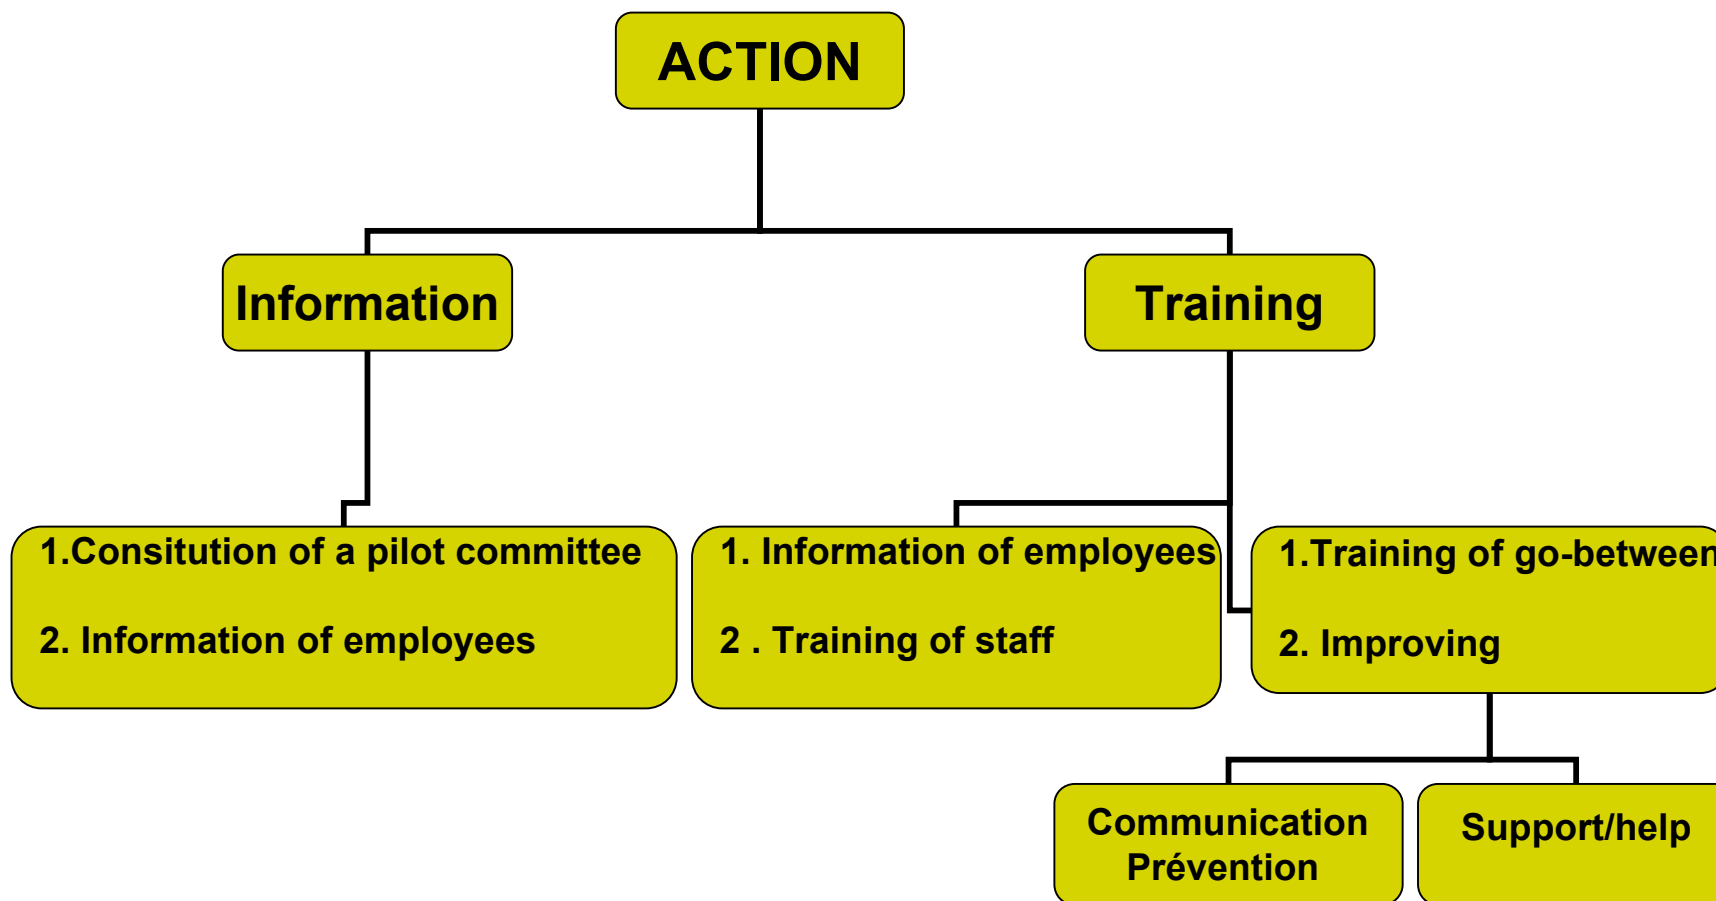 ACTION
Information
Training
1.Consitution of a pilot committee
2. Information of employees
1. Information of employees
2 . Training of staff
1.Training of go-between
2. Improving
Communication
Prévention
Support/help